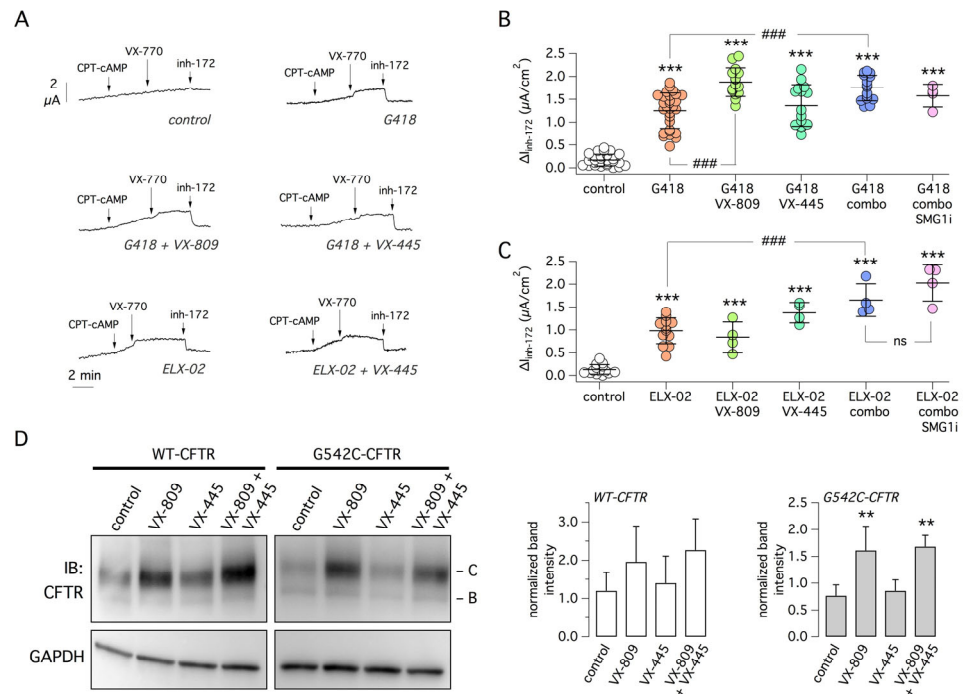 A
CPT-cAMP
VX-770
inh-172
2
µA
control
CPT-cAMP
VX-770
inh-172
G418
CPT-cAMP
VX-770
inh-172
G418 + VX-809
CPT-cAMP
VX-770
inh-172
G418 + VX-445
CPT-cAMP
VX-770
inh-172
2 min
ELX-02
CPT-cAMP
VX-770
inh-172
ELX-02 + VX-445
B
ΔIinh-172 (µA/cm2)
2.5
2.0
1.5
1.0
0.5
0.0
###
###
***
***
***
***
***
control
G418
G418
VX-809
G418
VX-445
G418
combo
G418
combo
SMG1i
C
ΔIinh-172 (µA/cm2)
2.5
2.0
1.5
1.0
0.5
0.0
###
***
***
***
***
***
ns
control
ELX-02
ELX-02
VX-809
ELX-02
VX-445
ELX-02
combo
ELX-02
combo
SMG1i
D
WT-CFTR
G542C-CFTR
control
VX-809
VX-445
VX-809 +
VX-445
control
VX-809
VX-445
VX-809 +
VX-445
IB:
CFTR
– C
– B
GAPDH
WT-CFTR
normalized band
intensity
3.0
2.0
1.0
0.0
control
VX-809
VX-445
VX-809
+ VX-445
G542C-CFTR
normalized band
intensity
2.5
2.0
1.5
1.0
0.5
0.0
**
**
control
VX-809
VX-445
VX-809
+ VX-445